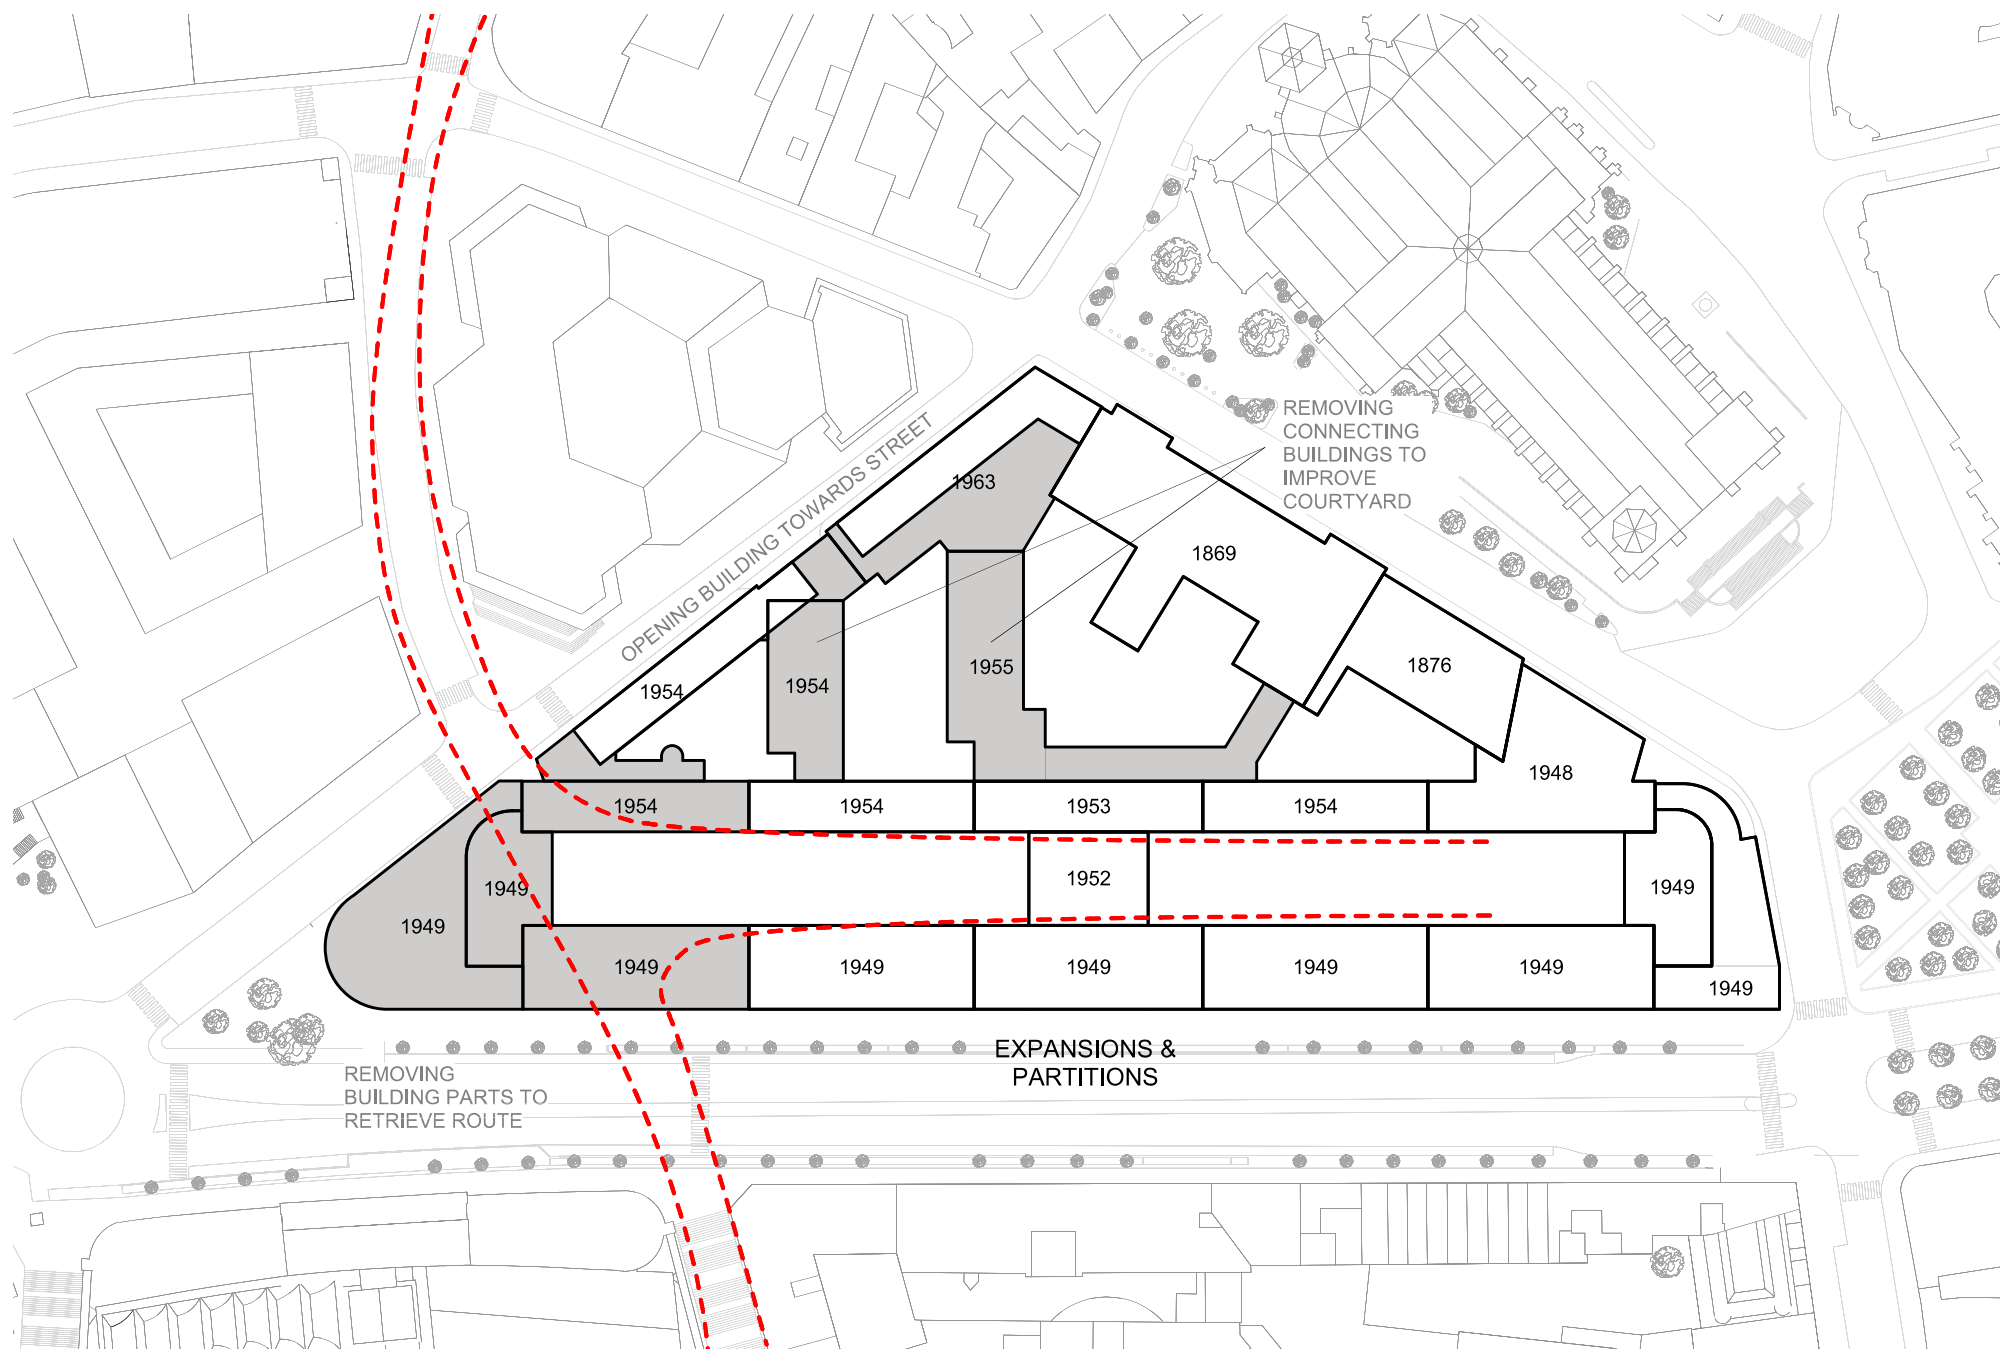 REMOVING
CONNECTING
BUILDINGS TO
IMPROVE
COURTYARD
OPENING BUILDING TOWARDS STREET
1963
1869
1955
1876
1954
1954
1948
1954
1954
1953
1954
1949
1949
1952
1949
1949
1949
1949
1949
1949
1949
EXPANSIONS &
PARTITIONS
REMOVING
BUILDING PARTS TO
RETRIEVE ROUTE